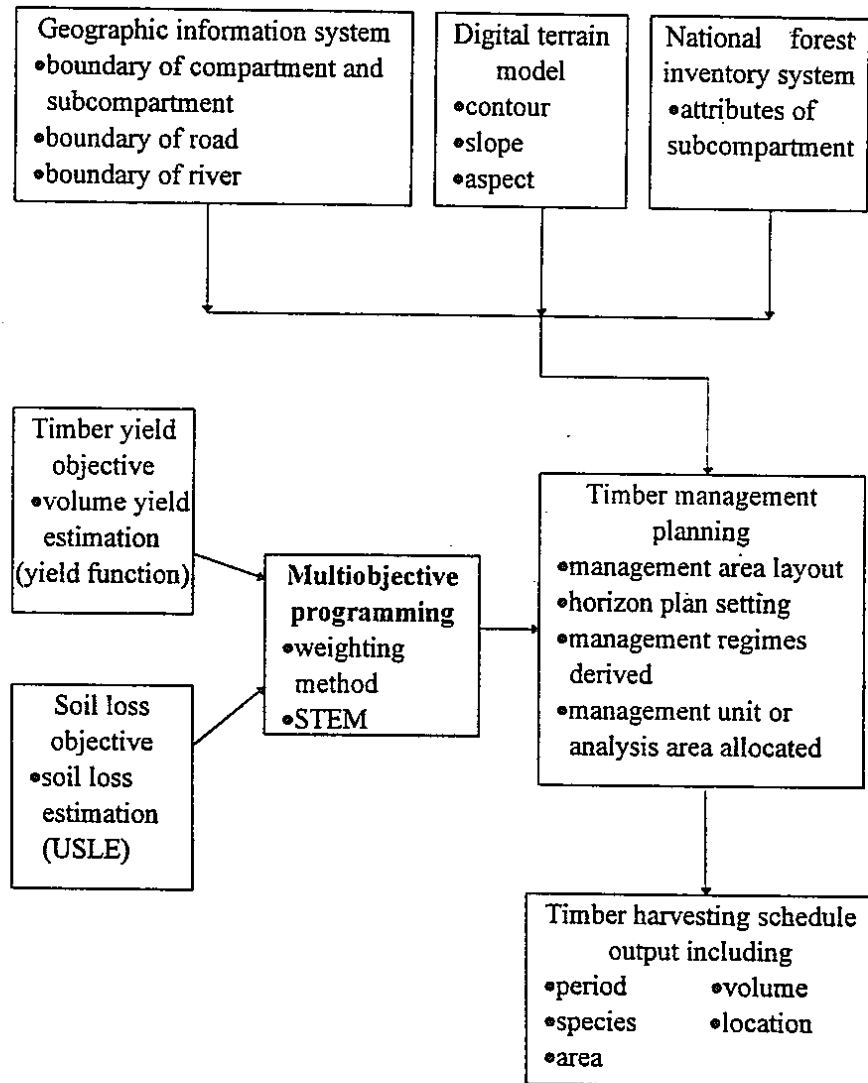 Geographic information system
•boundary of compartment and
subcompartment
•boundary of road
•boundary of river
Digital terrain
model
•contour
•slope
•aspect
National forest
inventory system
•attributes of
subcompartment
Timber yield
objective
•volume yield
estimation
(yield function)
Soil loss
objective
•soil loss
estimation
(USLE)
Multiobjective
programming
•weighting
method
•STEM
Timber management
planning
•management area layout
•horizon plan setting
•management regimes
derived
•management unit or
analysis area allocated
Timber harvesting schedule
output including
•period •volume
•species •location
•area